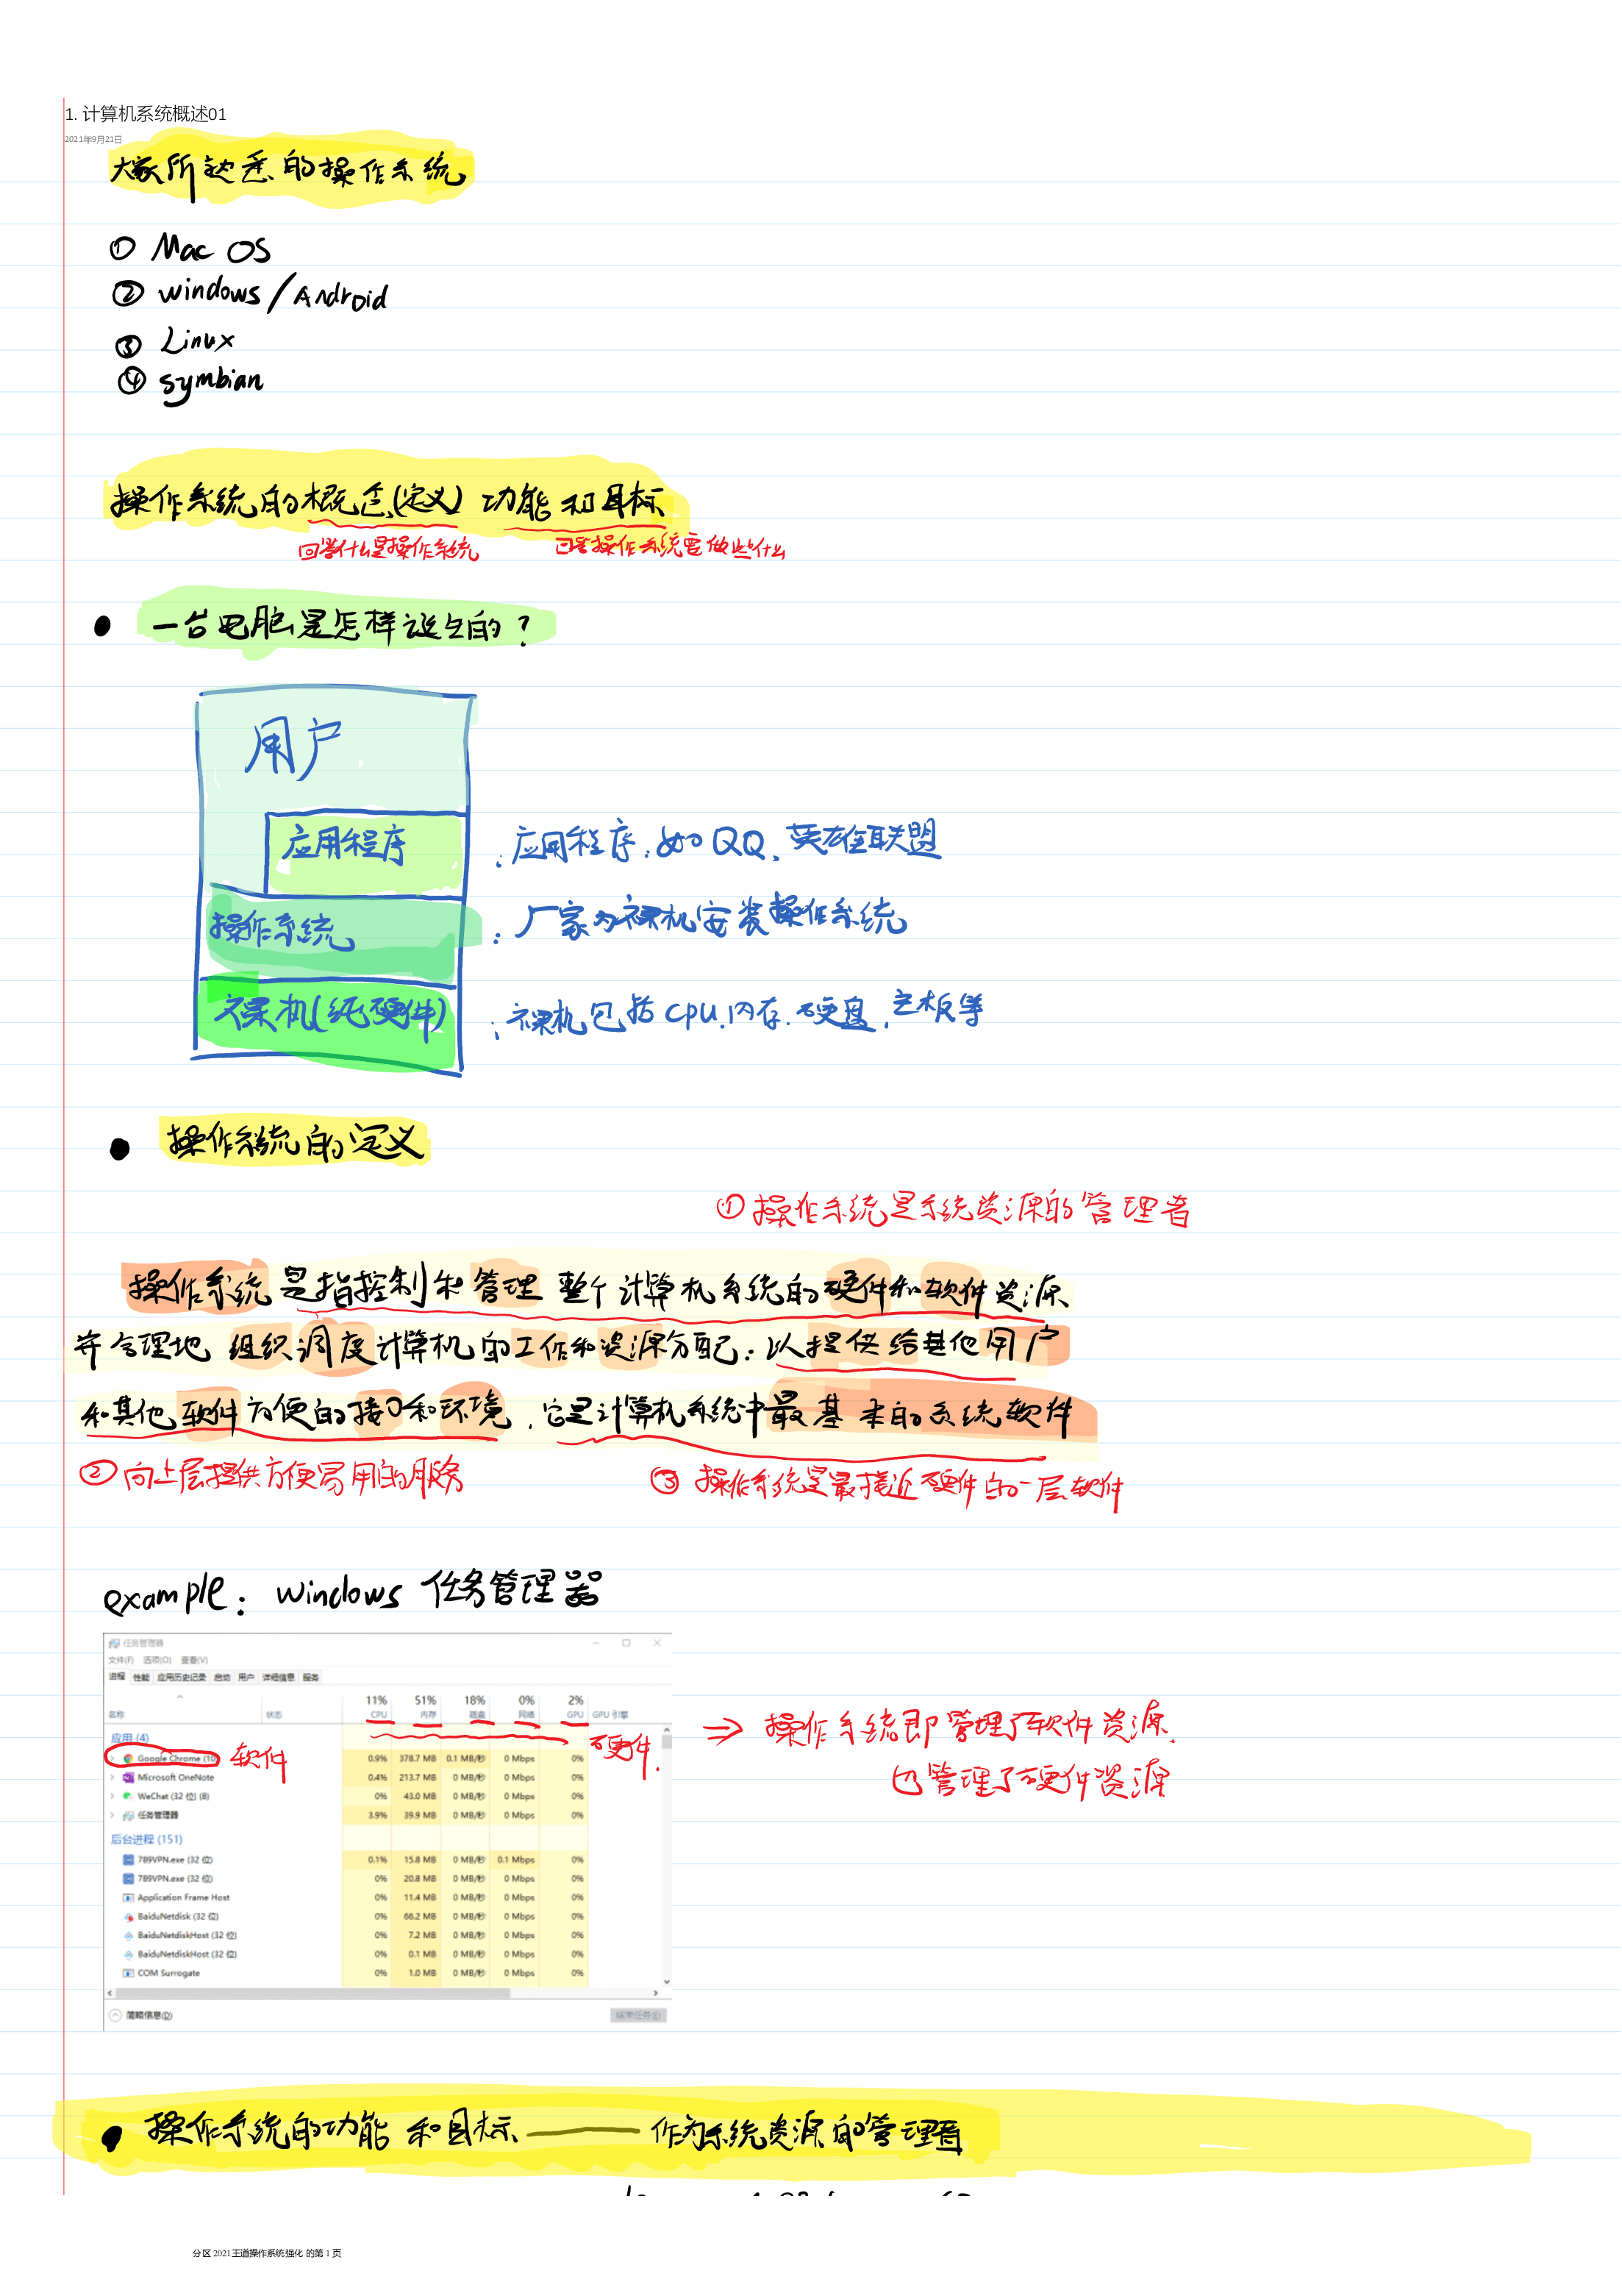 1. 计算机系统概述01
2021年9月21日
大家所熟悉的操作系统
① Mac OS
② windows/Android
③ Linux
④ symbian
操作系统的概念(定义) 功能和目标
回答什么是操作系统 回答操作系统要做些什么
● 一台电脑是怎样诞生的?
用户
应用程序 : 应用程序:如QQ、英雄联盟
操作系统 : 厂家为裸机安装操作系统
裸机(纯硬件) : 裸机包括CPU.内存.硬盘.主板等
● 操作系统的定义
①操作系统是系统资源的管理者
操作系统是指控制和管理整个计算机系统的硬件和软件资源
并合理地 组织调度计算机的工作和资源分配.以提供给其他用户
和其他软件方便的接口和环境.它是计算机系统中最基本的系统软件
②向上层提供方便易用的服务 ③操作系统是最接近硬件的一层软件
example: windows 任务管理器
任务管理器
文件(F) 选项(O) 查看(V)
进程 性能 应用历史记录 启动 用户 详细信息 服务
11% 51% 18% 0% 2%
名称 状态 CPU 内存 磁盘 网络 GPU GPU 引擎
应用 (4)
Google Chrome (10) 软件 0.9% 378.7 MB 0.1 MB/秒 0 Mbps 0% 硬件.
Microsoft OneNote 0.4% 213.7 MB 0 MB/秒 0 Mbps 0%
WeChat (32 位) (8) 0% 43.0 MB 0 MB/秒 0 Mbps 0%
任务管理器 3.9% 39.9 MB 0 MB/秒 0 Mbps 0%
后台进程 (151)
789VPN.exe (32 位) 0.1% 15.8 MB 0 MB/秒 0.1 Mbps 0%
789VPN.exe (32 位) 0% 20.8 MB 0 MB/秒 0 Mbps 0%
Application Frame Host 0% 11.4 MB 0 MB/秒 0 Mbps 0%
BaiduNetdisk (32 位) 0% 66.2 MB 0 MB/秒 0 Mbps 0%
BaiduNetdiskHost (32 位) 0% 7.2 MB 0 MB/秒 0 Mbps 0%
BaiduNetdiskHost (32 位) 0% 0.1 MB 0 MB/秒 0 Mbps 0%
COM Surrogate 0% 1.0 MB 0 MB/秒 0 Mbps 0%
简略信息(D) 结束任务(E)
⇒ 操作系统即管理了软件资源.
也管理了硬件资源
● 操作系统的功能和目标——作为系统资源的管理者
分区 2021王道操作系统强化 的第 1 页